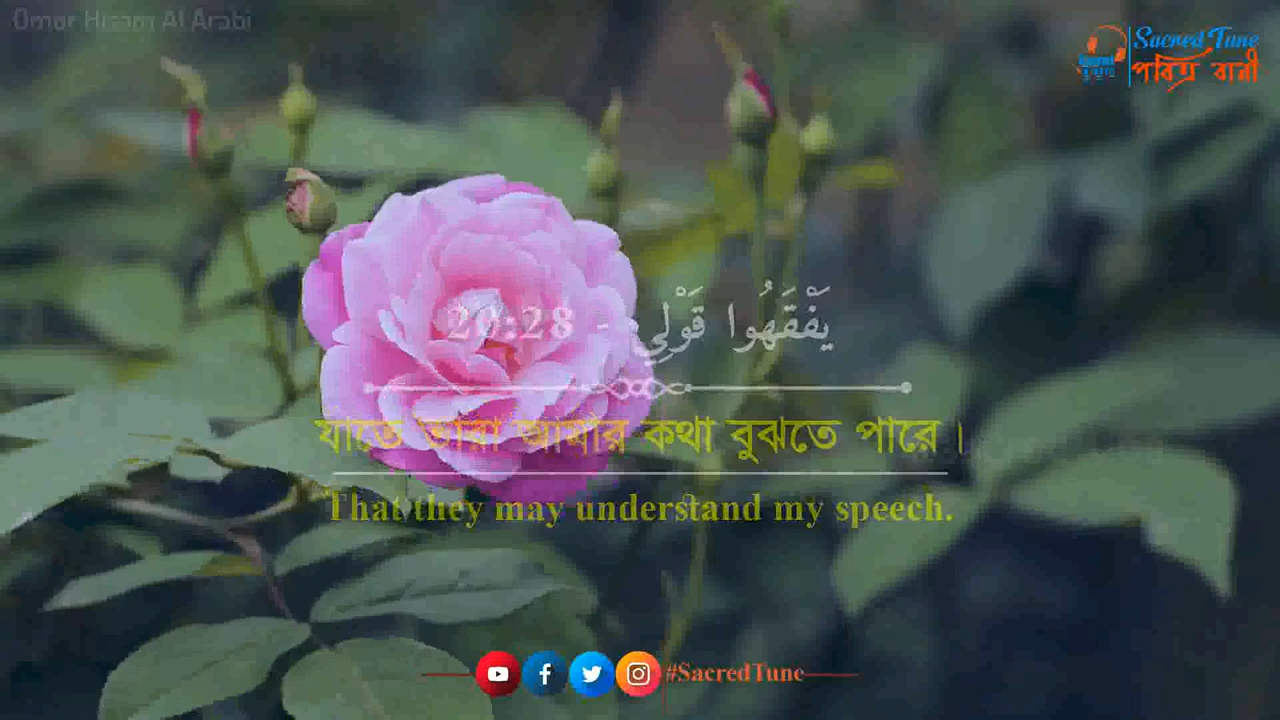 Omar Hisam Al Arabi
Sacred Tune
পবিত্র বানী
يَفْقَهُوا قَوْلِي - 20:28
যাতে তারা আমার কথা বুঝতে পারে।
That they may understand my speech.
#SacredTune